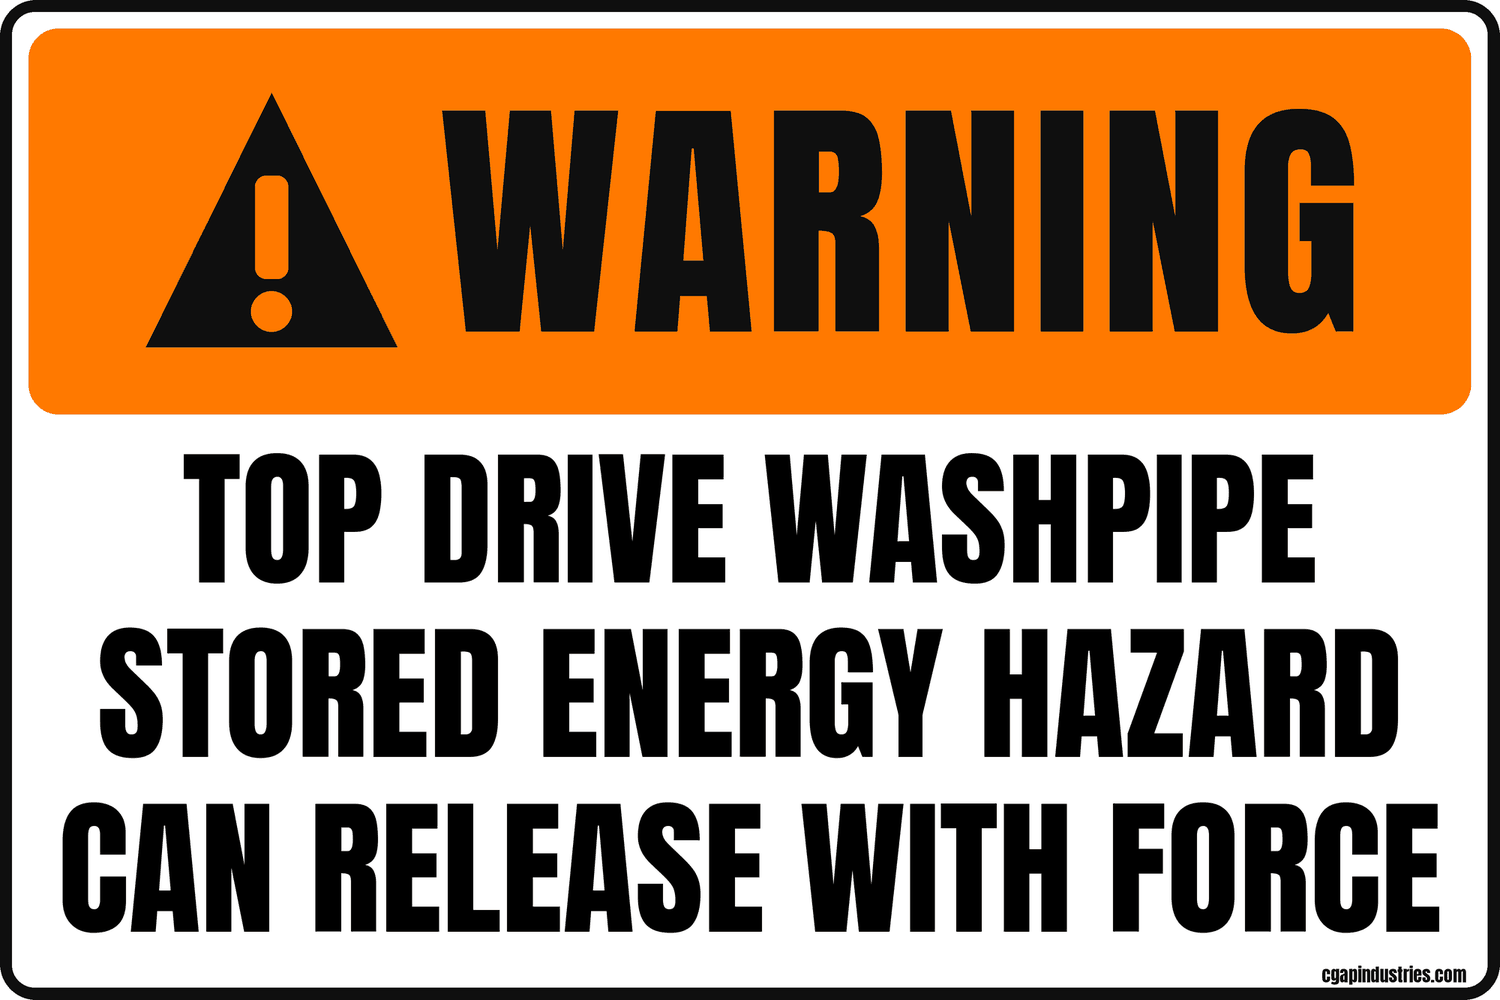 WARNING
TOP DRIVE WASHPIPE
STORED ENERGY HAZARD
CAN RELEASE WITH FORCE
cgapindustries.com